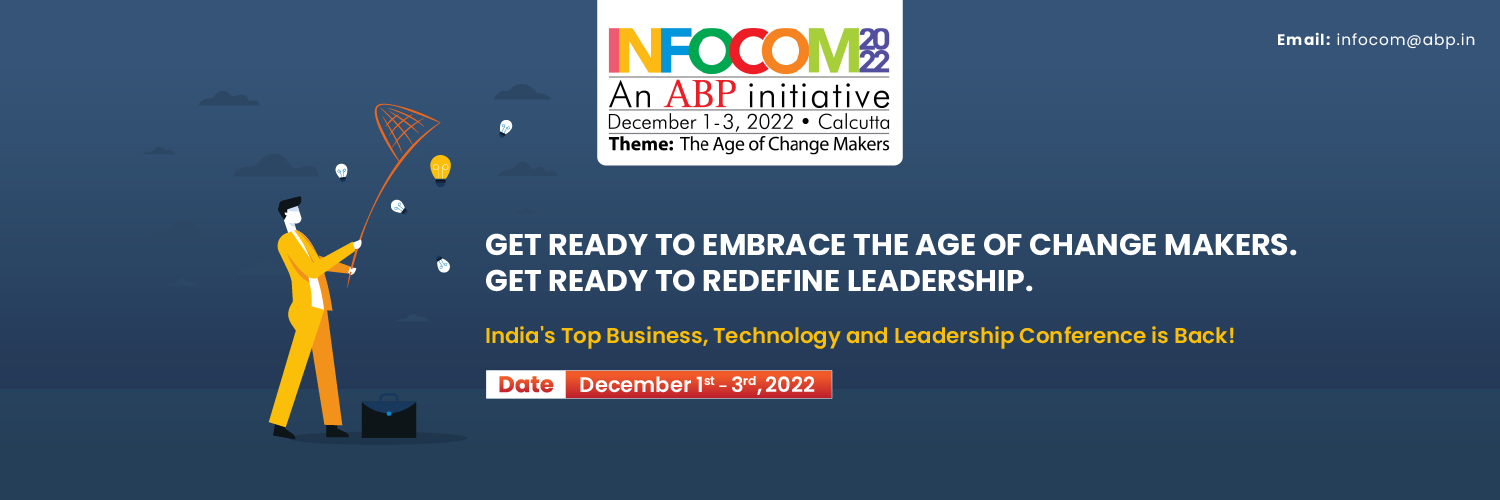 INFOCOM 2022
An ABP initiative
December 1-3, 2022 • Calcutta
Theme: The Age of Change Makers
Email: infocom@abp.in
GET READY TO EMBRACE THE AGE OF CHANGE MAKERS.
GET READY TO REDEFINE LEADERSHIP.
India's Top Business, Technology and Leadership Conference is Back!
Date December 1st - 3rd, 2022